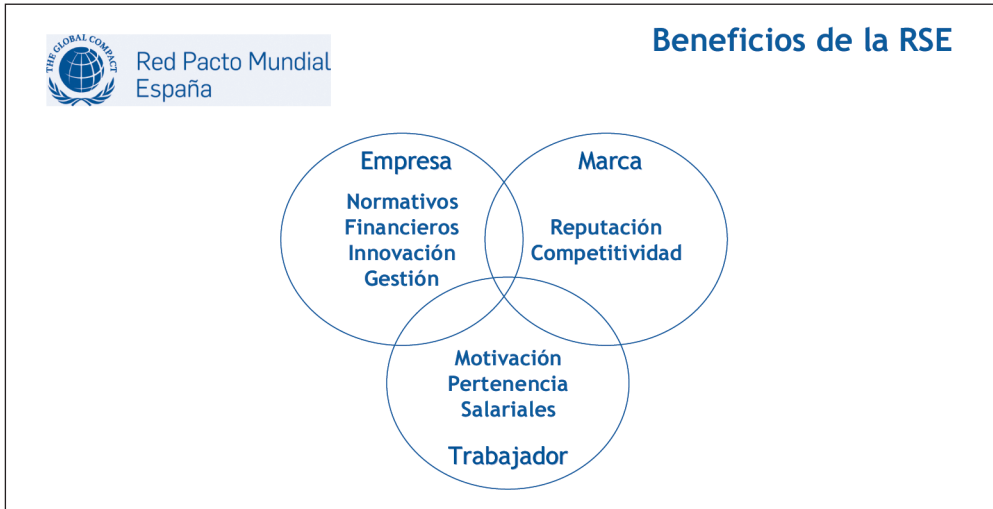 Beneficios de la RSE
THE GLOBAL COMPACT
Red Pacto Mundial
España
Empresa
Normativos
Financieros
Innovación
Gestión
Marca
Reputación
Competitividad
Motivación
Pertenencia
Salariales
Trabajador